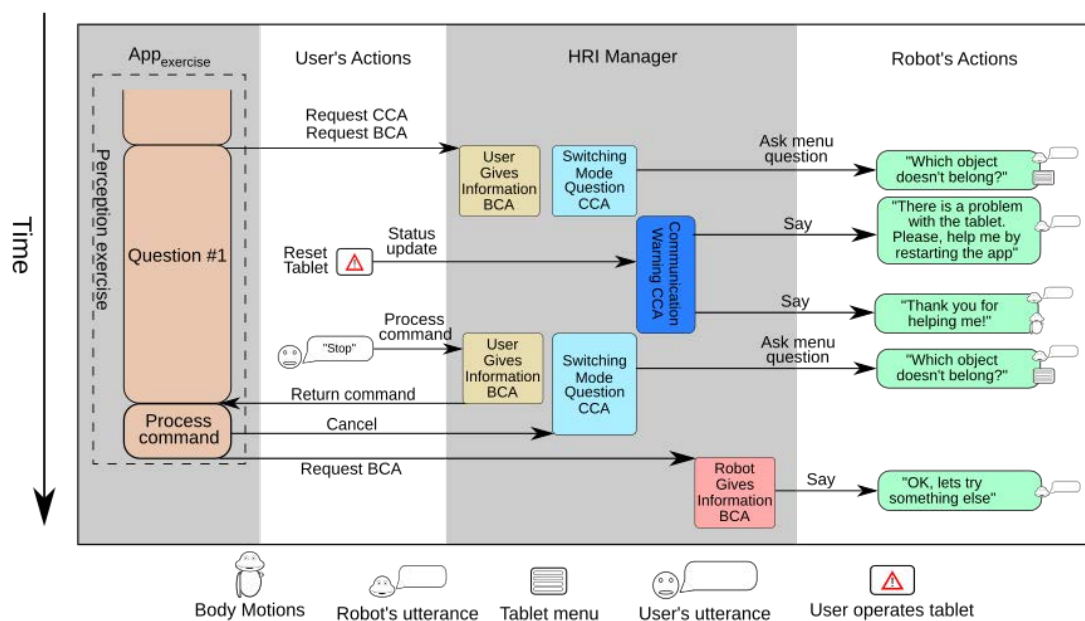 App exercise
User's Actions
HRI Manager
Robot's Actions
Time
Perception exercise
Request CCA
Request BCA
User
Gives
Information
BCA
Switching
Mode
Question
CCA
Ask menu
question
"Which object
doesn't belong?"
Question #1
Reset
Tablet
Status
update
Communication
Warning CCA
Say
"There is a problem
with the tablet.
Please, help me by
restarting the app"
Say
"Thank you for
helping me!"
"Stop"
Process
command
User
Gives
Information
BCA
Switching
Mode
Question
CCA
Ask menu
question
"Which object
doesn't belong?"
Return command
Process
command
Cancel
Request BCA
Robot
Gives
Information
BCA
Say
"OK, lets try
something else"
Body Motions
Robot's utterance
Tablet menu
User's utterance
User operates tablet